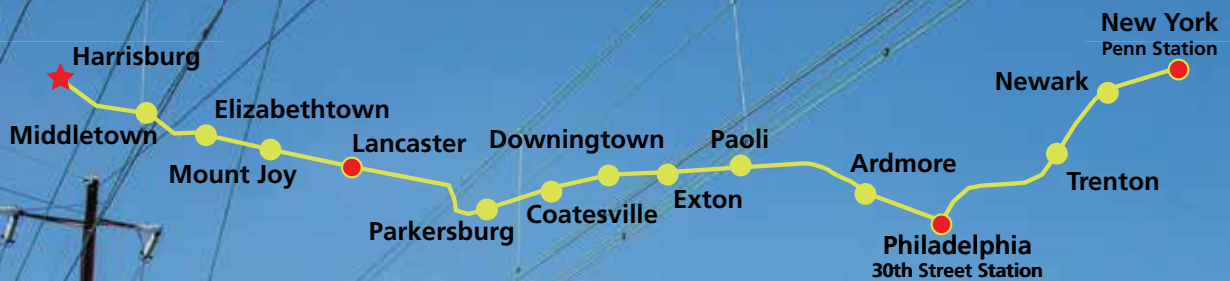 Harrisburg
Middletown
Elizabethtown
Mount Joy
Lancaster
Parkersburg
Coatesville
Downingtown
Exton
Paoli
Ardmore
Philadelphia
30th Street Station
Trenton
Newark
New York
Penn Station